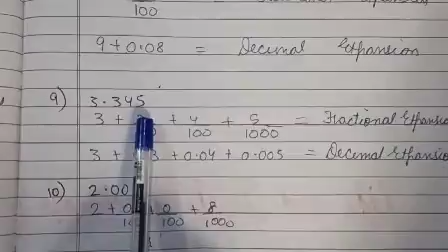 100
9 + 0.08 = Decimal Expansion
9) 3.345
3 + + 4/100 + 5/1000 = Fractional Expansion
3 + + 0.04 + 0.005 = Decimal Expansion
10) 2.00
2 + 0 0/100 + 8/1000